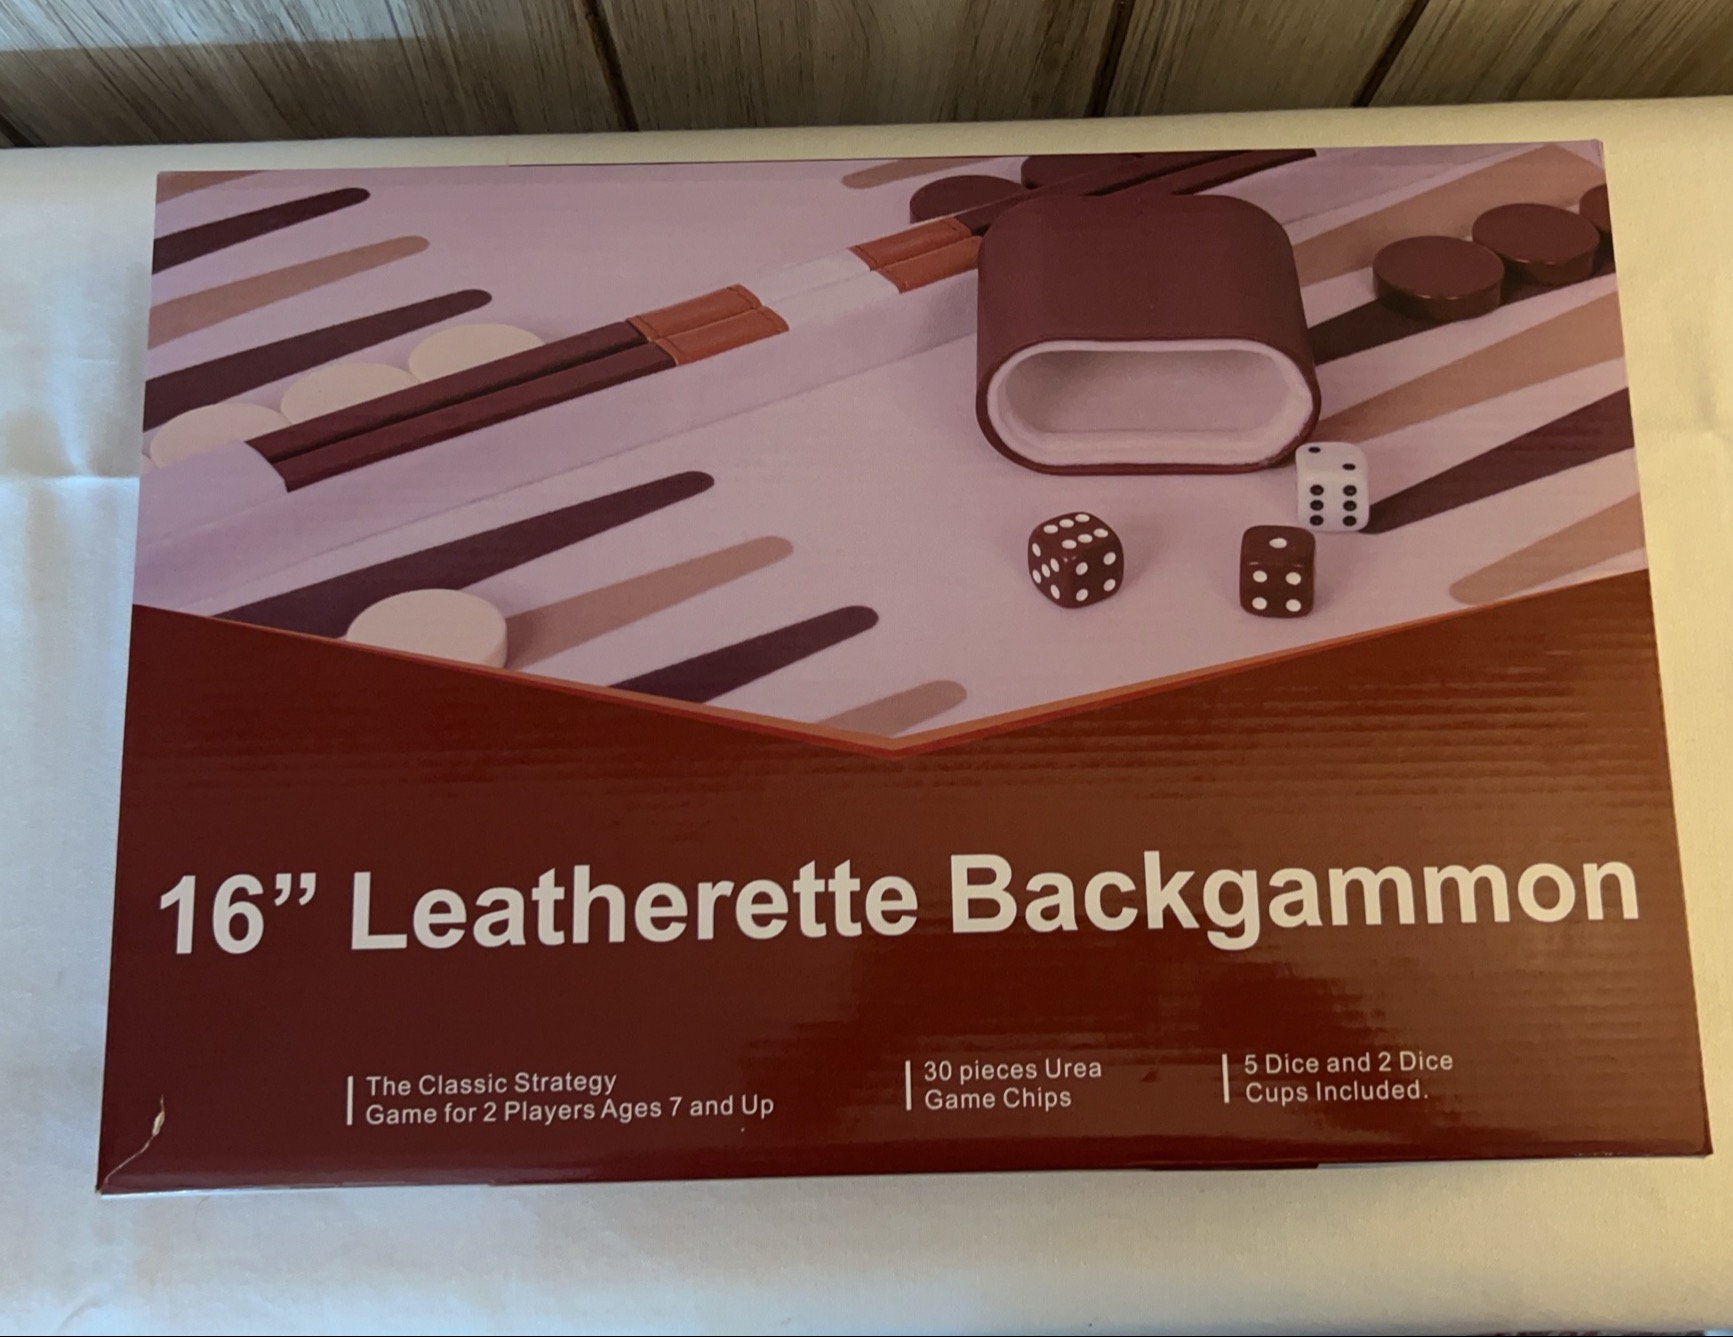 16” Leatherette Backgammon
The Classic Strategy
Game for 2 Players Ages 7 and Up
30 pieces Urea
Game Chips
5 Dice and 2 Dice
Cups Included.